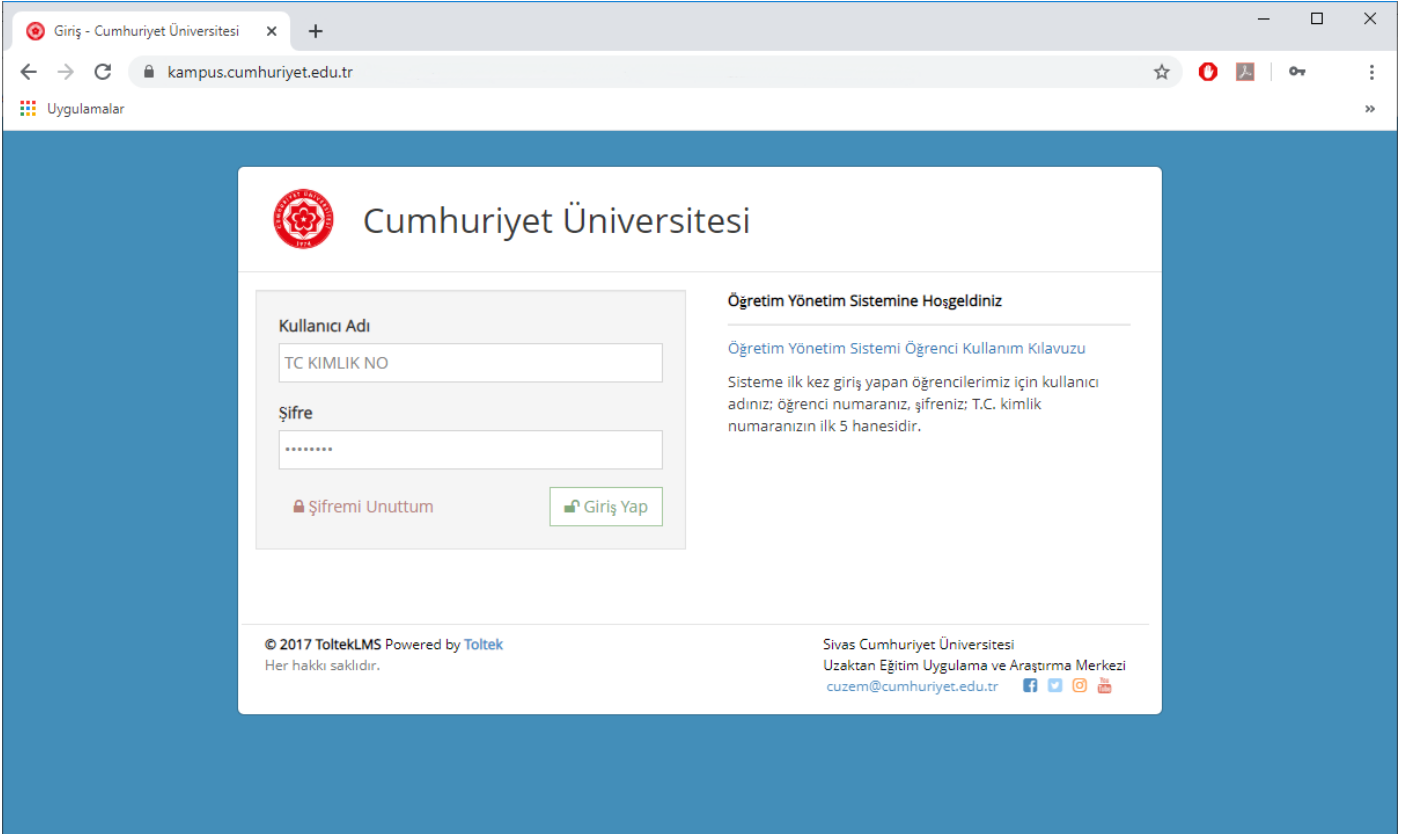 Giriş - Cumhuriyet Üniversitesi
kampus.cumhuriyet.edu.tr
Uygulamalar
Cumhuriyet Üniversitesi
Kullanıcı Adı
TC KIMLIK NO
Şifre
••••••••
Şifremi Unuttum
Giriş Yap
Öğretim Yönetim Sistemine Hoşgeldiniz
Öğretim Yönetim Sistemi Öğrenci Kullanım Kılavuzu
Sisteme ilk kez giriş yapan öğrencilerimiz için kullanıcı
adınız; öğrenci numaranız, şifreniz; T.C. kimlik
numaranızın ilk 5 hanesidir.
© 2017 ToltekLMS Powered by Toltek
Her hakkı saklıdır.
Sivas Cumhuriyet Üniversitesi
Uzaktan Eğitim Uygulama ve Araştırma Merkezi
cuzem@cumhuriyet.edu.tr